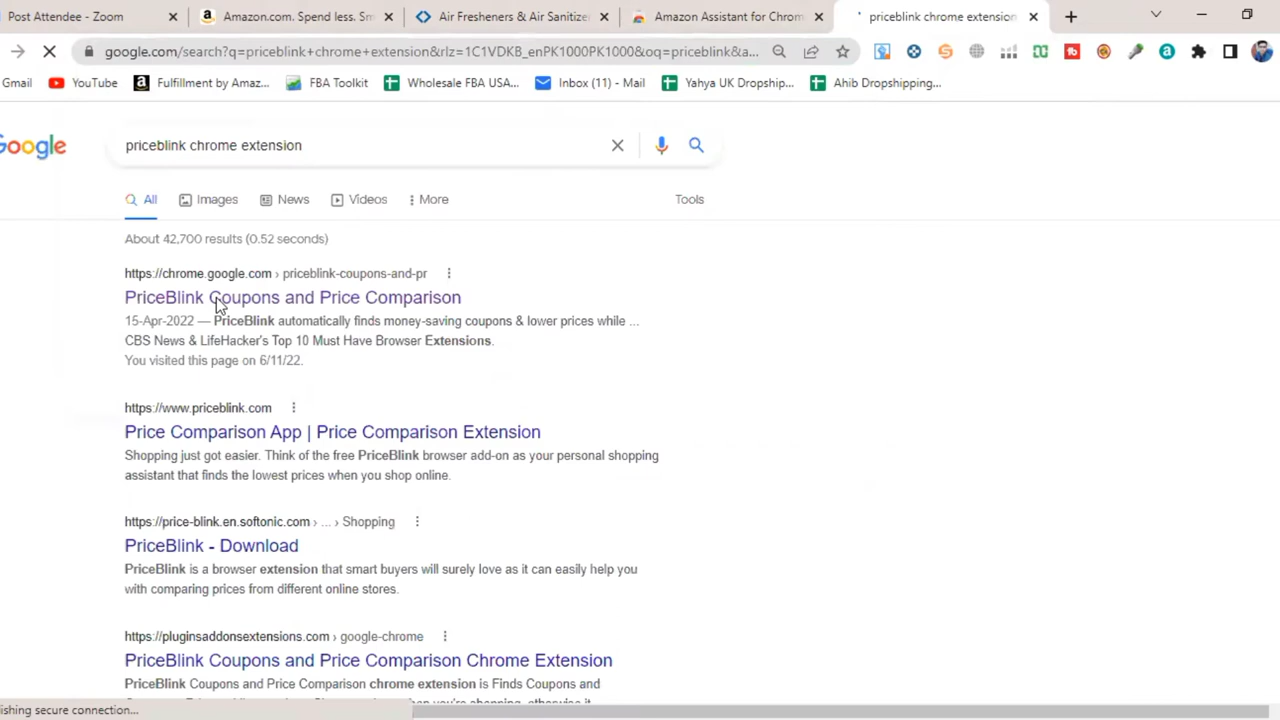 Post Attendee - Zoom
Amazon.com. Spend less. Sm
Air Fresheners & Air Sanitizer
Amazon Assistant for Chrom
priceblink chrome extension
google.com/search?q=priceblink+chrome+extension&rlz=1C1VDKB_enPK1000PK1000&oq=priceblink&a...
Gmail
YouTube
Fulfillment by Amaz...
FBA Toolkit
Wholesale FBA USA...
Inbox (11) - Mail
Yahya UK Dropship...
Ahib Dropshipping...
Google
priceblink chrome extension
All
Images
News
Videos
More
Tools
About 42,700 results (0.52 seconds)
https://chrome.google.com › priceblink-coupons-and-pr
PriceBlink Coupons and Price Comparison
15-Apr-2022 — PriceBlink automatically finds money-saving coupons & lower prices while ...
CBS News & LifeHacker's Top 10 Must Have Browser Extensions.
You visited this page on 6/11/22.
https://www.priceblink.com
Price Comparison App | Price Comparison Extension
Shopping just got easier. Think of the free PriceBlink browser add-on as your personal shopping
assistant that finds the lowest prices when you shop online.
https://price-blink.en.softonic.com › ... › Shopping
PriceBlink - Download
PriceBlink is a browser extension that smart buyers will surely love as it can easily help you
with comparing prices from different online stores.
https://pluginsaddonsextensions.com › google-chrome
PriceBlink Coupons and Price Comparison Chrome Extension
PriceBlink Coupons and Price Comparison chrome extension is Finds Coupons and
ishing secure connection...